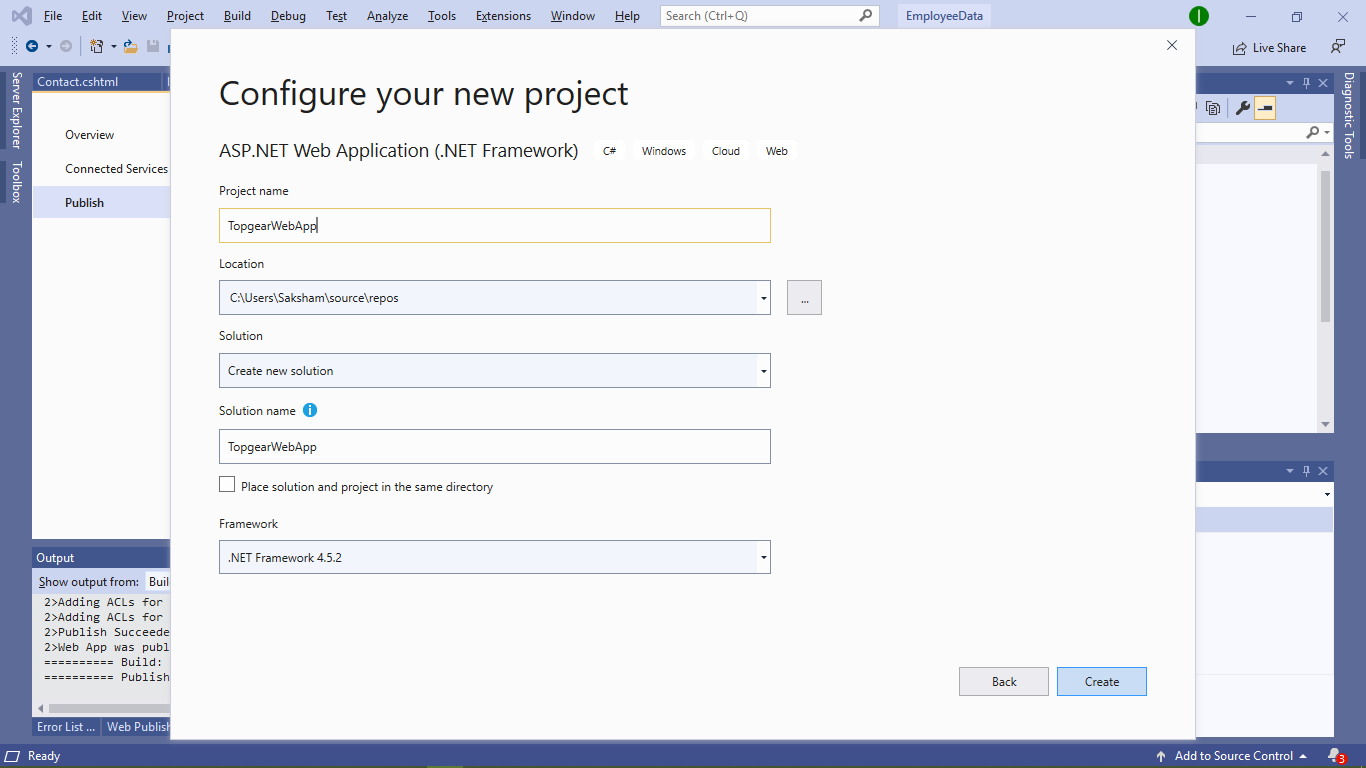 File Edit View Project Build Debug Test Analyze Tools Extensions Window Help Search (Ctrl+Q) EmployeeData
Live Share
Server Explorer
Toolbox
Contact.cshtml
Overview
Connected Services
Publish
Configure your new project
ASP.NET Web Application (.NET Framework) C# Windows Cloud Web
Project name
TopgearWebApp
Location
C:\Users\Saksham\source\repos
...
Solution
Create new solution
Solution name
TopgearWebApp
Place solution and project in the same directory
Framework
.NET Framework 4.5.2
Back Create
Diagnostic Tools
Output
Show output from: Buil
2>Adding ACLs for
2>Adding ACLs for
2>Publish Succeede
2>Web App was publ
========== Build:
========== Publish
Error List ... Web Publish
Ready
Add to Source Control
3